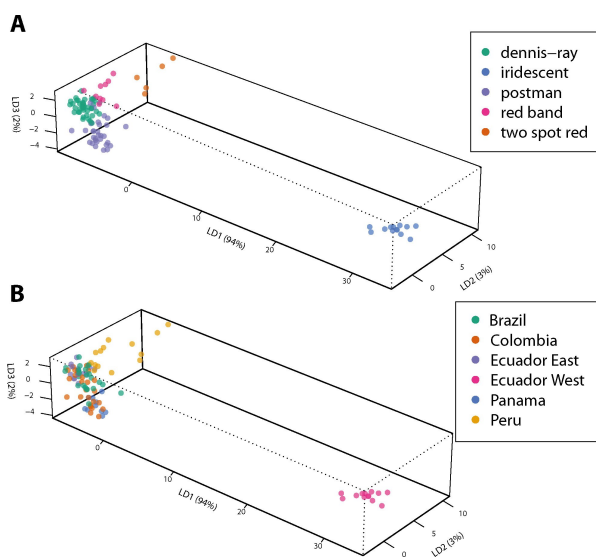 A
dennis−ray
iridescent
postman
red band
two spot red
LD3 (2%)
2
0
−2
−4
0
10
20
30
LD1 (94%)
0
5
10
LD2 (3%)
B
Brazil
Colombia
Ecuador East
Ecuador West
Panama
Peru
LD3 (2%)
2
0
−2
−4
0
10
20
30
LD1 (94%)
0
5
10
LD2 (3%)